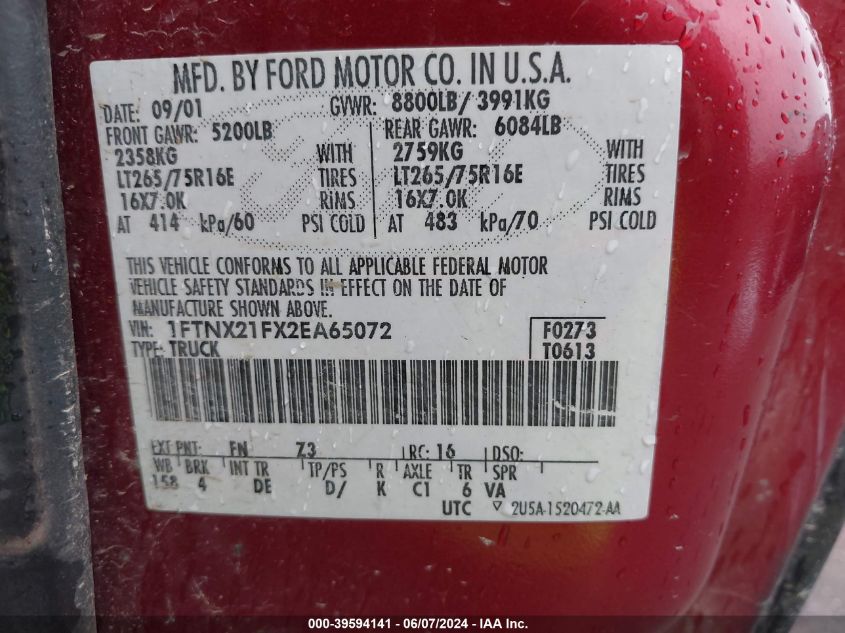 MFD. BY FORD MOTOR CO. IN U.S.A.
DATE: 09/01 GVWR: 8800LB/ 3991KG
FRONT GAWR: 5200LB REAR GAWR: 6084LB
2358KG WITH 2759KG WITH
LT265/75R16E TIRES LT265/75R16E TIRES
16X7.0K RIMS 16X7.0K RIMS
AT 414 kPa/60 PSI COLD AT 483 kPa/70 PSI COLD
THIS VEHICLE CONFORMS TO ALL APPLICABLE FEDERAL MOTOR
VEHICLE SAFETY STANDARDS IN EFFECT ON THE DATE OF
MANUFACTURE SHOWN ABOVE.
VIN: 1FTNX21FX2EA65072 F0273
TYPE: TRUCK T0613
EXT PNT: FN Z3 RC: 16 DSO:
WB BRK INT TR TP/PS R AXLE TR SPR
158 4 DE D/ K C1 6 VA
UTC ▽ 2U5A-1520472-AA
000-39594141 - 06/07/2024 - IAA Inc.